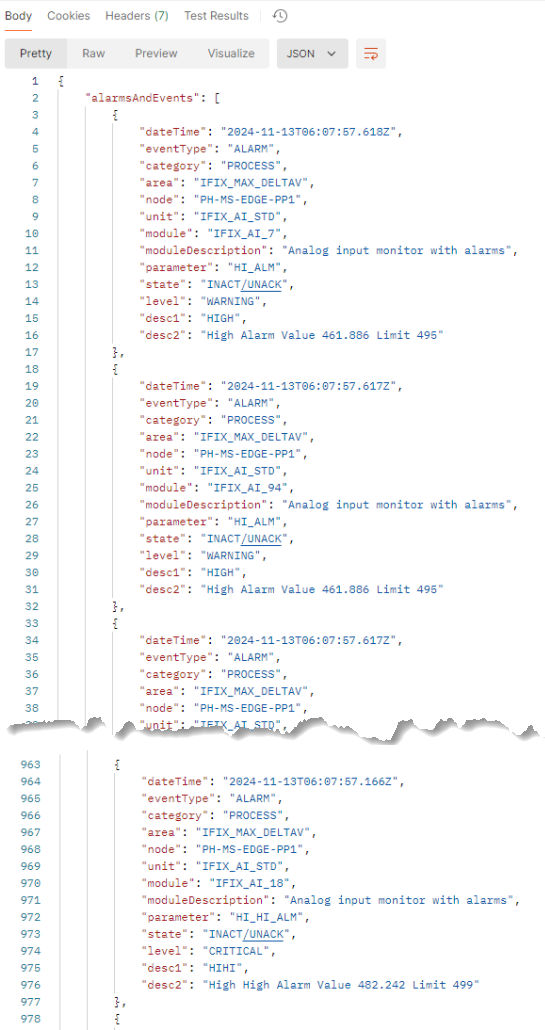 Body Cookies Headers (7) Test Results
Pretty Raw Preview Visualize JSON
1 {
2 "alarmsAndEvents": [
3 {
4 "dateTime": "2024-11-13T06:07:57.618Z",
5 "eventType": "ALARM",
6 "category": "PROCESS",
7 "area": "IFIX_MAX_DELTAV",
8 "node": "PH-MS-EDGE-PP1",
9 "unit": "IFIX_AI_STD",
10 "module": "IFIX_AI_7",
11 "moduleDescription": "Analog input monitor with alarms",
12 "parameter": "HI_ALM",
13 "state": "INACT/UNACK",
14 "level": "WARNING",
15 "desc1": "HIGH",
16 "desc2": "High Alarm Value 461.886 Limit 495"
17 },
18 {
19 "dateTime": "2024-11-13T06:07:57.617Z",
20 "eventType": "ALARM",
21 "category": "PROCESS",
22 "area": "IFIX_MAX_DELTAV",
23 "node": "PH-MS-EDGE-PP1",
24 "unit": "IFIX_AI_STD",
25 "module": "IFIX_AI_94",
26 "moduleDescription": "Analog input monitor with alarms",
27 "parameter": "HI_ALM",
28 "state": "INACT/UNACK",
29 "level": "WARNING",
30 "desc1": "HIGH",
31 "desc2": "High Alarm Value 461.886 Limit 495"
32 },
33 {
34 "dateTime": "2024-11-13T06:07:57.617Z",
35 "eventType": "ALARM",
36 "category": "PROCESS",
37 "area": "IFIX_MAX_DELTAV",
38 "node": "PH-MS-EDGE-PP1",
"unit": "IFIX_AI_STD",
963 {
964 "dateTime": "2024-11-13T06:07:57.166Z",
965 "eventType": "ALARM",
966 "category": "PROCESS",
967 "area": "IFIX_MAX_DELTAV",
968 "node": "PH-MS-EDGE-PP1",
969 "unit": "IFIX_AI_STD",
970 "module": "IFIX_AI_18",
971 "moduleDescription": "Analog input monitor with alarms",
972 "parameter": "HI_HI_ALM",
973 "state": "INACT/UNACK",
974 "level": "CRITICAL",
975 "desc1": "HIHI",
976 "desc2": "High High Alarm Value 482.242 Limit 499"
977 },
978 {